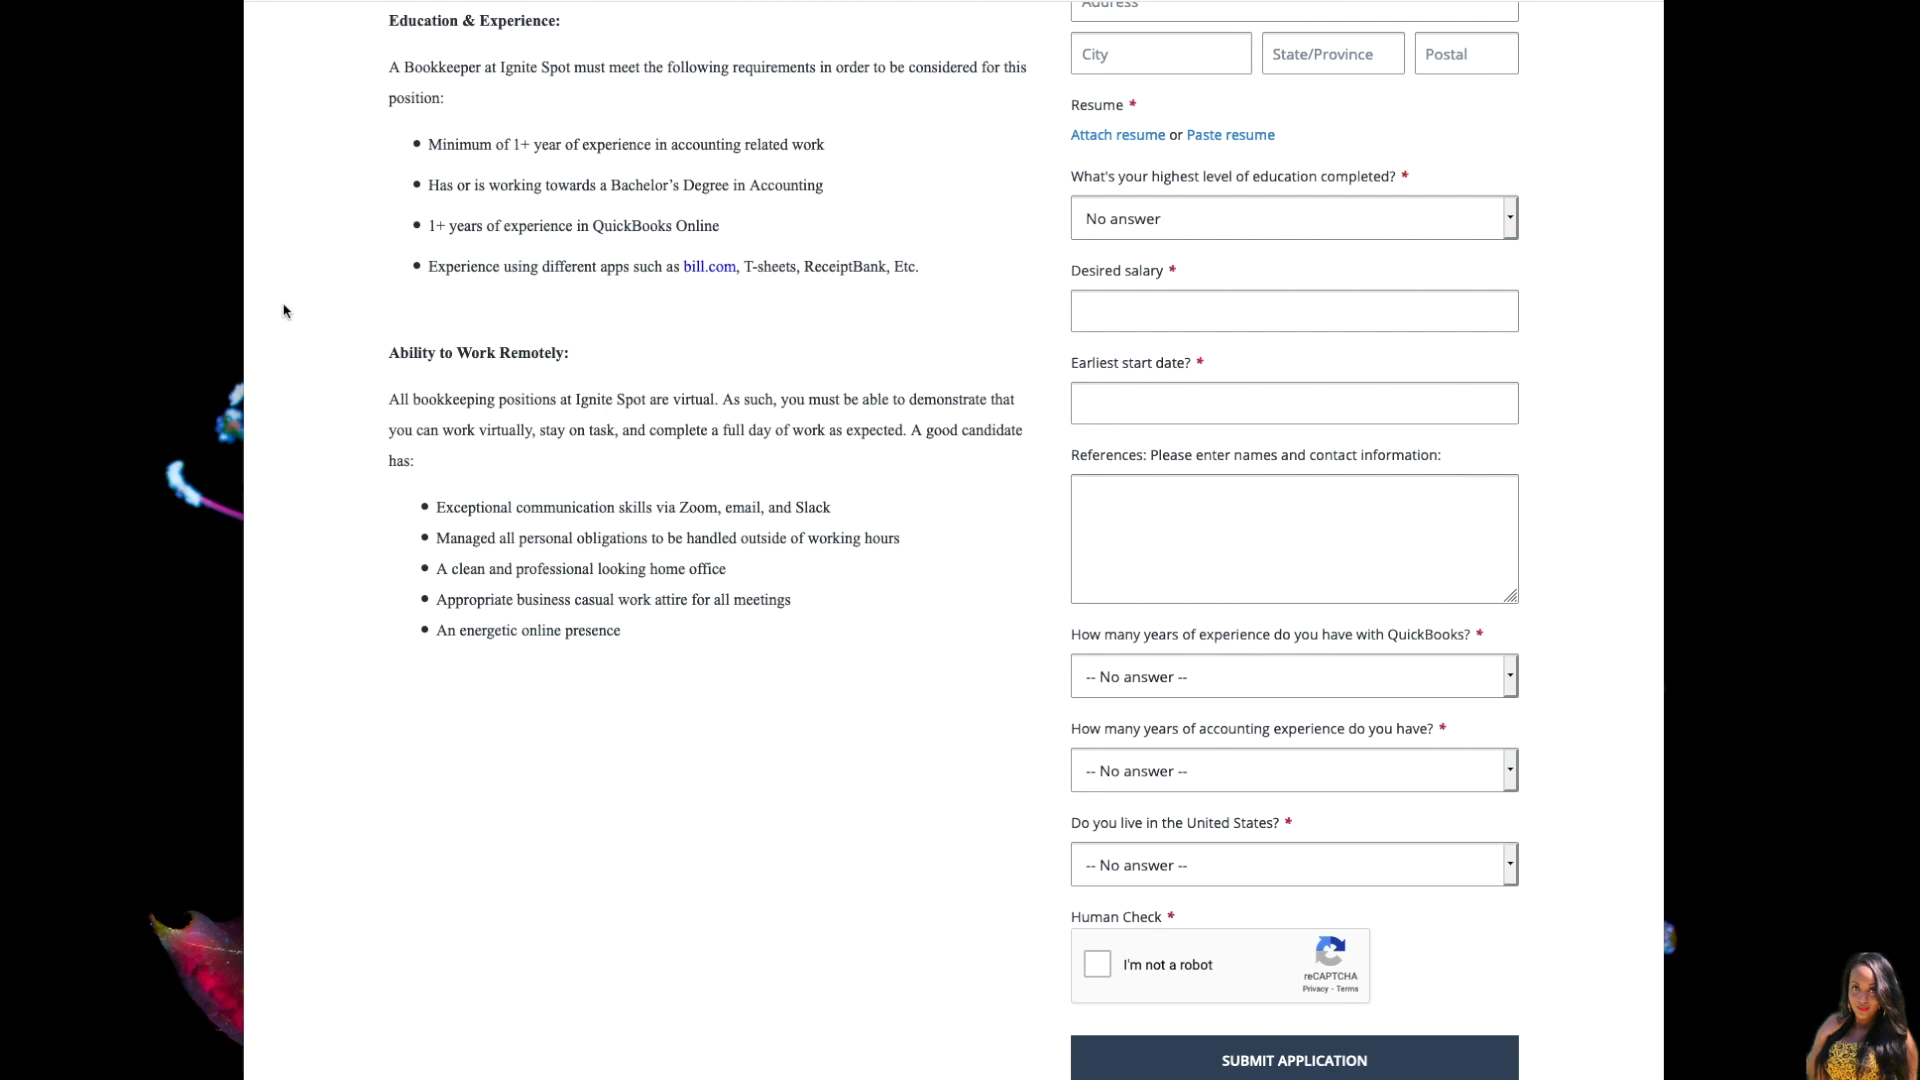 Education & Experience:
A Bookkeeper at Ignite Spot must meet the following requirements in order to be considered for this
position:
Minimum of 1+ year of experience in accounting related work
Has or is working towards a Bachelor's Degree in Accounting
1+ years of experience in QuickBooks Online
Experience using different apps such as bill.com, T-sheets, ReceiptBank, Etc.
Ability to Work Remotely:
All bookkeeping positions at Ignite Spot are virtual. As such, you must be able to demonstrate that
you can work virtually, stay on task, and complete a full day of work as expected. A good candidate
has:
Exceptional communication skills via Zoom, email, and Slack
Managed all personal obligations to be handled outside of working hours
A clean and professional looking home office
Appropriate business casual work attire for all meetings
An energetic online presence
Address
City State/Province Postal
Resume *
Attach resume or Paste resume
What's your highest level of education completed? *
No answer
Desired salary *
Earliest start date? *
References: Please enter names and contact information:
How many years of experience do you have with QuickBooks? *
-- No answer --
How many years of accounting experience do you have? *
-- No answer --
Do you live in the United States? *
-- No answer --
Human Check *
I'm not a robot
reCAPTCHA
Privacy - Terms
SUBMIT APPLICATION